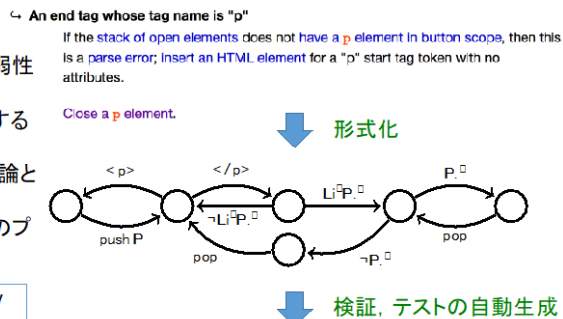 ↪ An end tag whose tag name is "p"
If the stack of open elements does not have a p element in button scope, then this
is a parse error; insert an HTML element for a "p" start tag token with no
attributes.
弱性
Close a p element.
する
形式化
論と
<p>
</p>
Li▯P.▯
P.▯
のプ
push P
¬Li▯P.▯
pop
pop
¬P.▯
検証, テストの自動生成